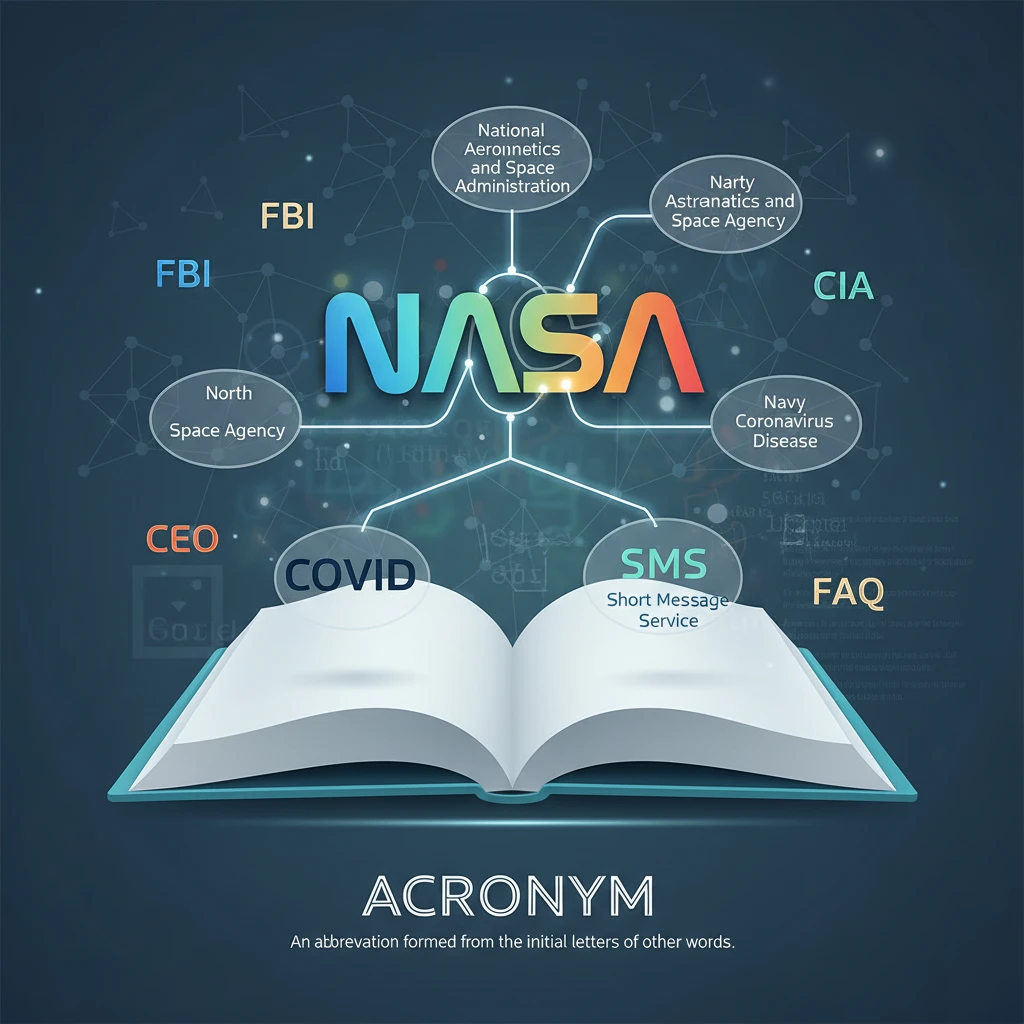 National
Aeronnetics
and Space
Administration
Narty
Astranatics and
Space Agency
FBI
FBI
CIA
NASA
North
Space Agency
Navy
Coronavirus
Disease
CEO
COVID
SMS
Short Message
Service
FAQ
ACRONYM
An abbrevation formed from the initial letters of other words.